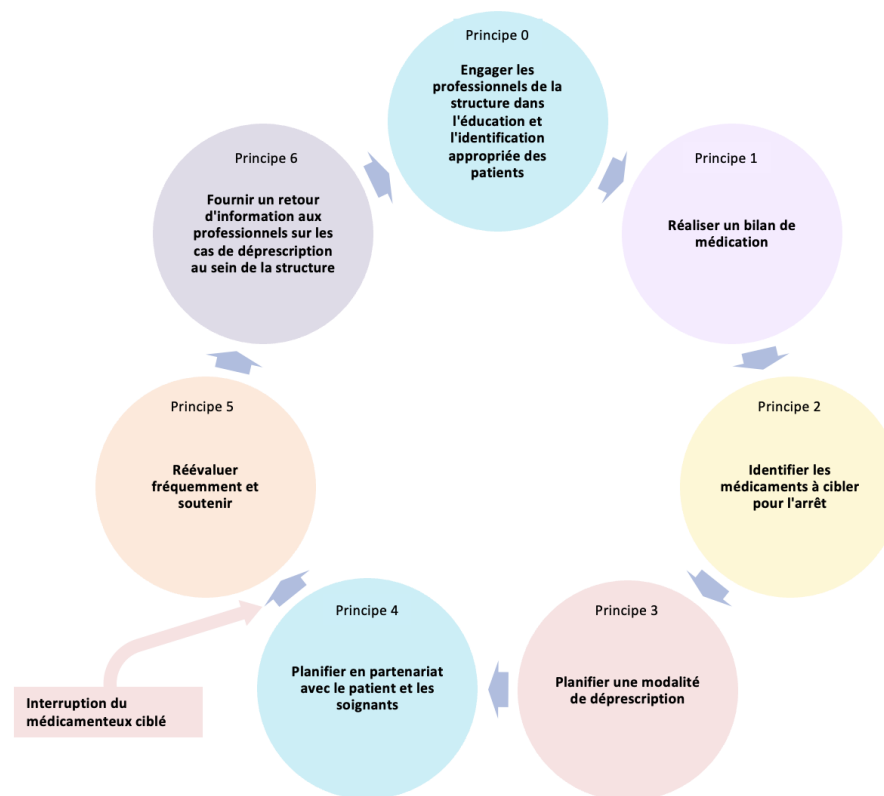 Principe 0
Engager les
professionnels de la
structure dans
l'éducation et
l'identification
appropriée des
patients
Principe 1
Réaliser un bilan de
médication
Principe 2
Identifier les
médicaments à cibler
pour l'arrêt
Principe 3
Planifier une modalité
de déprescription
Principe 4
Planifier en partenariat
avec le patient et les
soignants
Interruption du
médicamenteux ciblé
Principe 5
Réévaluer
fréquemment et
soutenir
Principe 6
Fournir un retour
d'information aux
professionnels sur les
cas de déprescription
au sein de la structure